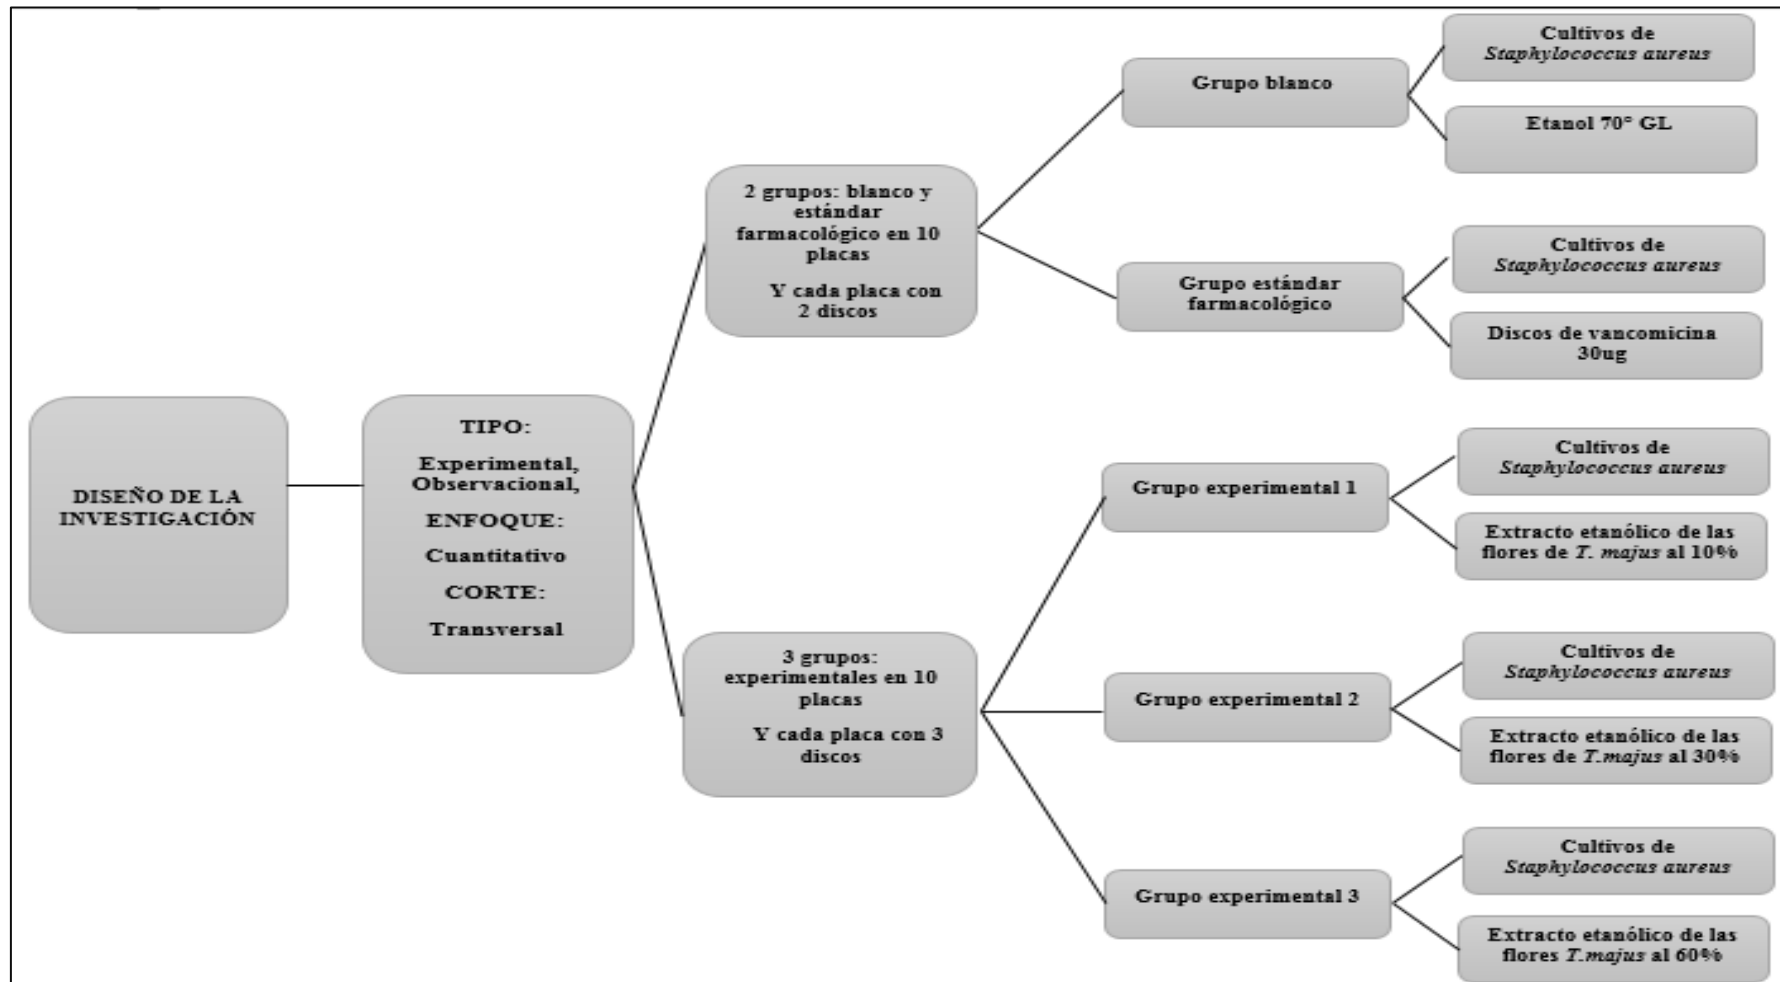 DISEÑO DE LA
INVESTIGACIÓN
TIPO:
Experimental,
Observacional,
ENFOQUE:
Cuantitativo
CORTE:
Transversal
2 grupos: blanco y
estándar
farmacológico en 10
placas
Y cada placa con
2 discos
Grupo blanco
Cultivos de
Staphylococcus aureus
Etanol 70° GL
Grupo estándar
farmacológico
Cultivos de
Staphylococcus aureus
Discos de vancomicina
30ug
3 grupos:
experimentales en 10
placas
Y cada placa con 3
discos
Grupo experimental 1
Cultivos de
Staphylococcus aureus
Extracto etanólico de las
flores de T. majus al 10%
Grupo experimental 2
Cultivos de
Staphylococcus aureus
Extracto etanólico de las
flores de T.majus al 30%
Grupo experimental 3
Cultivos de
Staphylococcus aureus
Extracto etanólico de las
flores T.majus al 60%